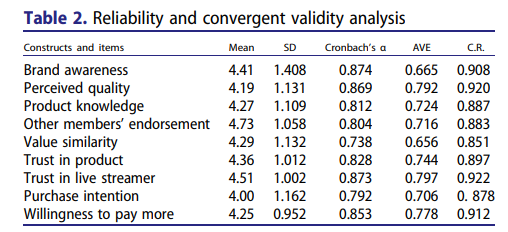 Table 2. Reliability and convergent validity analysis
Constructs and items Mean SD Cronbach's α AVE C.R.
Brand awareness 4.41 1.408 0.874 0.665 0.908
Perceived quality 4.19 1.131 0.869 0.792 0.920
Product knowledge 4.27 1.109 0.812 0.724 0.887
Other members' endorsement 4.73 1.058 0.804 0.716 0.883
Value similarity 4.29 1.132 0.738 0.656 0.851
Trust in product 4.36 1.012 0.828 0.744 0.897
Trust in live streamer 4.51 1.002 0.873 0.797 0.922
Purchase intention 4.00 1.162 0.792 0.706 0. 878
Willingness to pay more 4.25 0.952 0.853 0.778 0.912